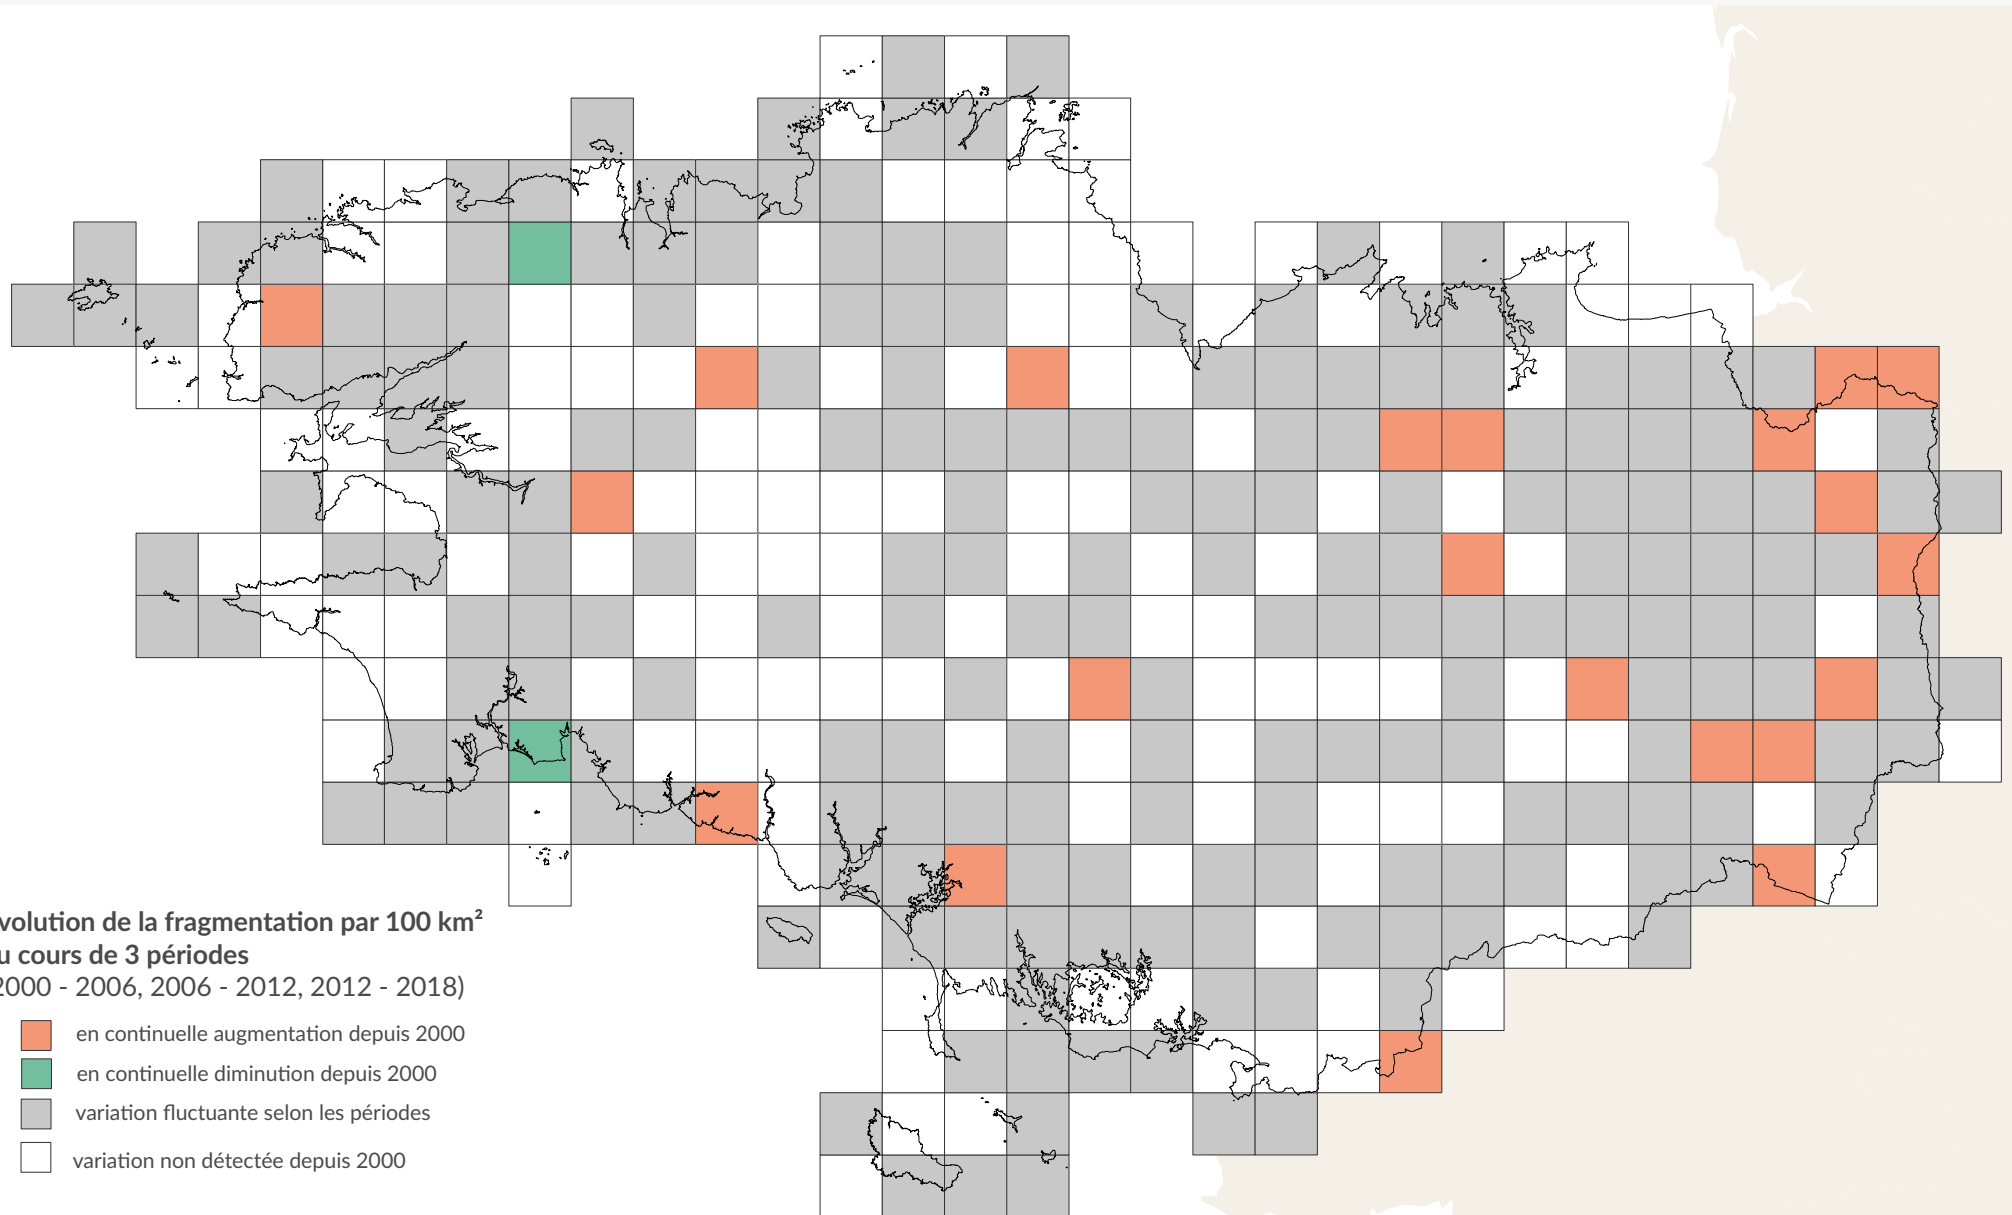 volution de la fragmentation par 100 km²
u cours de 3 périodes
2000 - 2006, 2006 - 2012, 2012 - 2018)
en continuelle augmentation depuis 2000
en continuelle diminution depuis 2000
variation fluctuante selon les périodes
variation non détectée depuis 2000